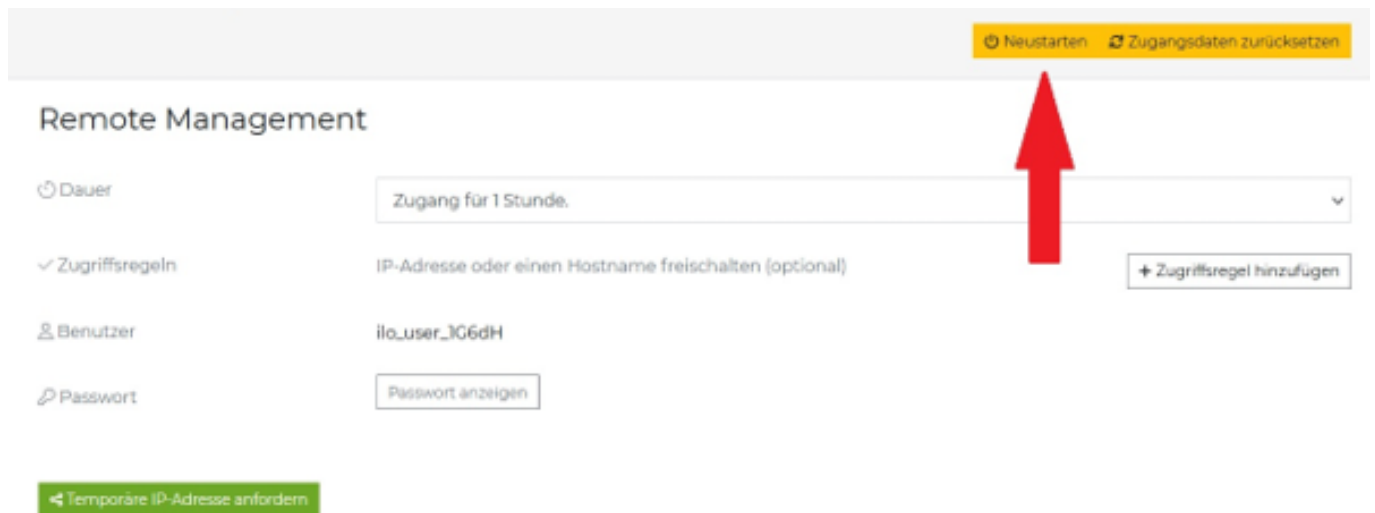 Neustarten Zugangsdaten zurücksetzen
Remote Management
Dauer Zugang für 1 Stunde.
Zugriffsregeln IP-Adresse oder einen Hostname freischalten (optional) + Zugriffsregel hinzufügen
Benutzer ilo_user_1G6dH
Passwort Passwort anzeigen
Temporäre IP-Adresse anfordern